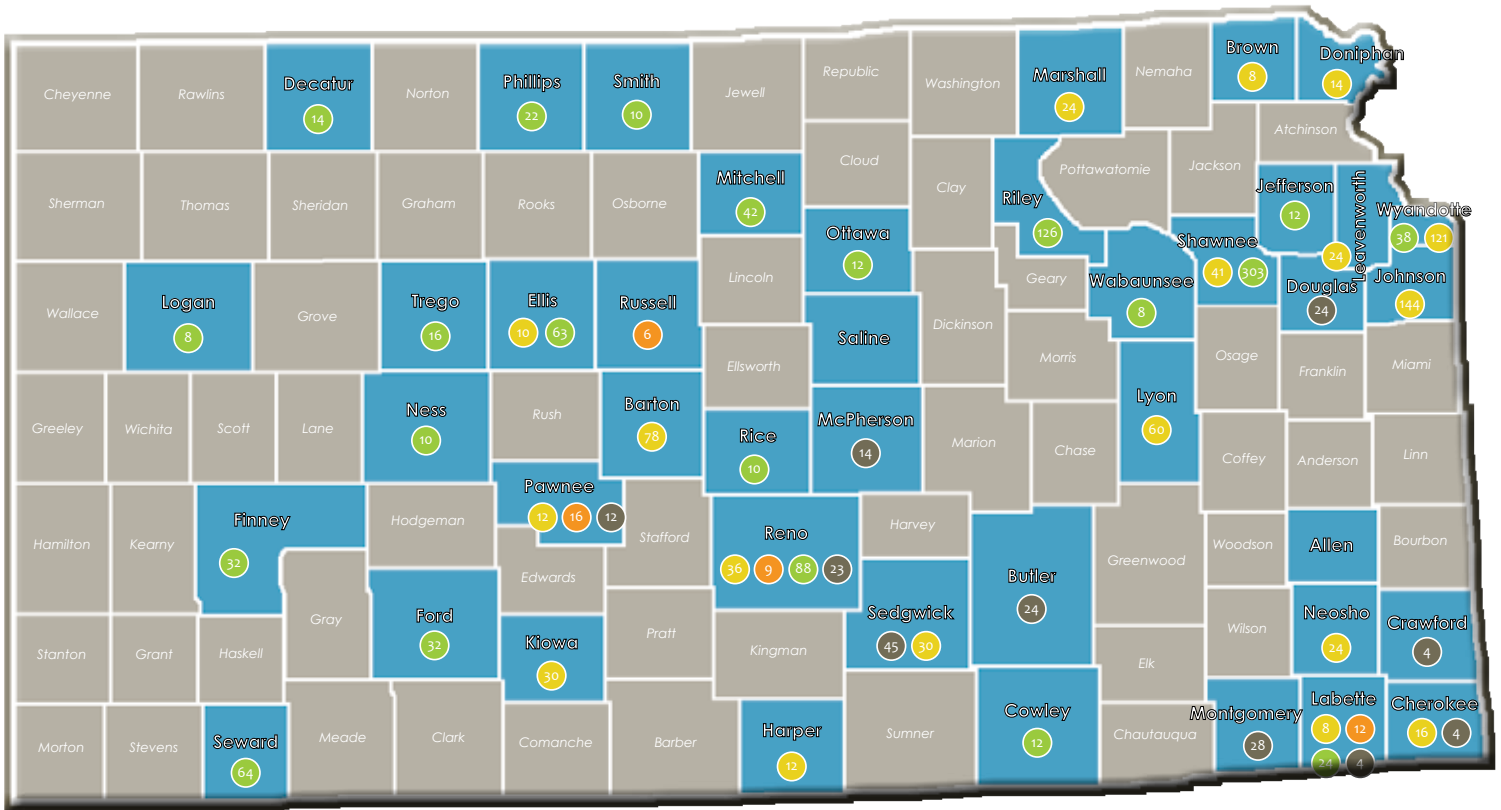 Cheyenne
Rawlins
Decatur
14
Norton
Phillips
22
Smith
10
Jewell
Republic
Washington
Marshall
24
Nemaha
Brown
8
Doniphan
14
Atchinson
Sherman
Thomas
Sheridan
Graham
Rooks
Osborne
Mitchell
42
Cloud
Clay
Riley
126
Pottawatomie
Jackson
Jefferson
12
Leavenworth
24
Wyandotte
38 121
Wallace
Logan
8
Grove
Trego
16
Ellis
10 63
Russell
6
Lincoln
Ottawa
12
Saline
Dickinson
Geary
Wabaunsee
8
Shawnee
41 303
Douglas
24
Johnson
144
Ellsworth
Morris
Osage
Franklin
Miami
Greeley
Wichita
Scott
Lane
Ness
10
Rush
Barton
78
Rice
10
McPherson
14
Marion
Chase
Lyon
60
Coffey
Anderson
Linn
Hamilton
Kearny
Finney
32
Hodgeman
Pawnee
12 16 12
Stafford
Reno
36 9 88 23
Harvey
Butler
24
Greenwood
Woodson
Allen
Bourbon
Edwards
Gray
Ford
32
Kiowa
30
Pratt
Kingman
Sedgwick
45 30
Elk
Wilson
Neosho
24
Crawford
4
Stanton
Grant
Haskell
Morton
Stevens
Seward
64
Meade
Clark
Comanche
Barber
Harper
12
Sumner
Cowley
12
Chautauqua
Montgomery
28
Labette
8 12
24 4
Cherokee
16 4